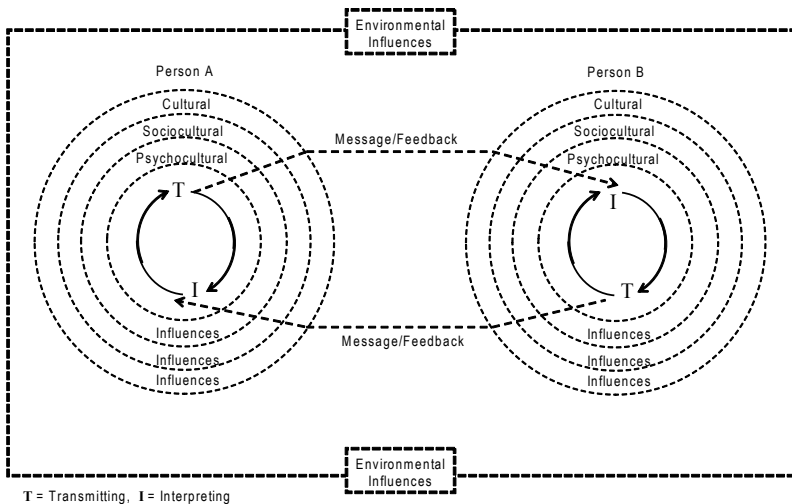 Environmental
Influences
Person A
Person B
Cultural
Cultural
Sociocultural
Sociocultural
Message/Feedback
Psychocultural
Psychocultural
T
I
I
T
Influences
Influences
Message/Feedback
Influences
Influences
Influences
Influences
Environmental
Influences
T = Transmitting, I = Interpreting